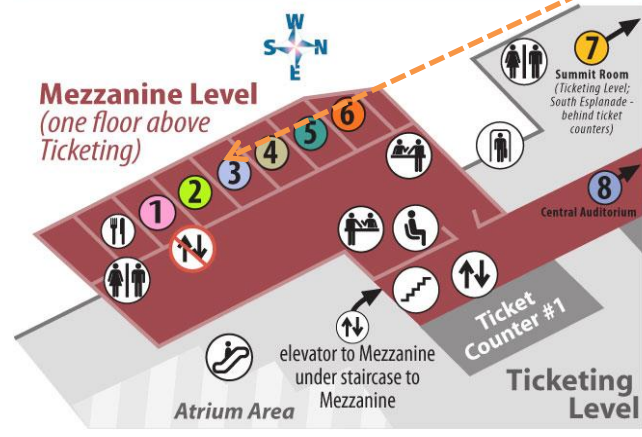 W
S
N
E
Mezzanine Level
(one floor above
Ticketing)
1
2
3
4
5
6
7
Summit Room
(Ticketing Level;
South Esplanade -
behind ticket
counters)
8
Central Auditorium
Ticket
Counter #1
elevator to Mezzanine
under staircase to
Mezzanine
Atrium Area
Ticketing
Level